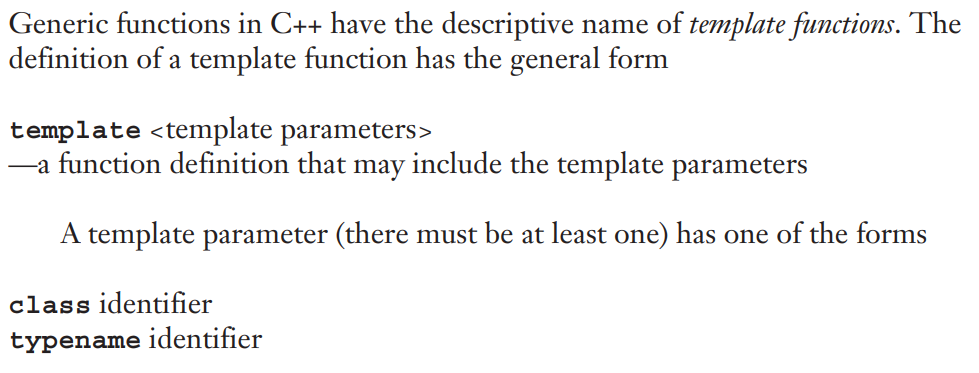 Generic functions in C++ have the descriptive name of template functions. The
definition of a template function has the general form
template <template parameters>
—a function definition that may include the template parameters
A template parameter (there must be at least one) has one of the forms
class identifier
typename identifier